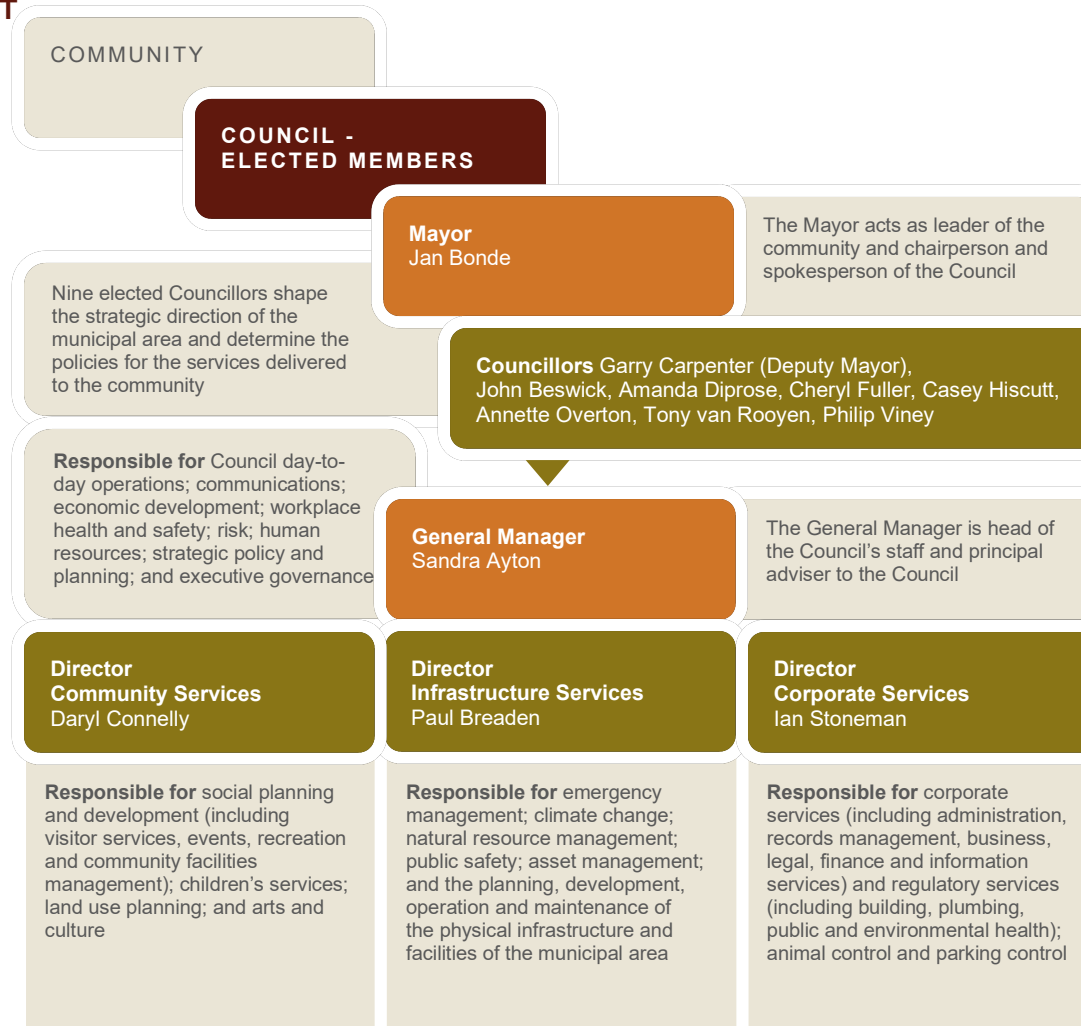 T
COMMUNITY
COUNCIL -
ELECTED MEMBERS
Mayor
Jan Bonde
The Mayor acts as leader of the
community and chairperson and
spokesperson of the Council
Nine elected Councillors shape
the strategic direction of the
municipal area and determine the
policies for the services delivered
to the community
Councillors Garry Carpenter (Deputy Mayor),
John Beswick, Amanda Diprose, Cheryl Fuller, Casey Hiscutt,
Annette Overton, Tony van Rooyen, Philip Viney
Responsible for Council day-to-
day operations; communications;
economic development; workplace
health and safety; risk; human
resources; strategic policy and
planning; and executive governance
General Manager
Sandra Ayton
The General Manager is head of
the Council’s staff and principal
adviser to the Council
Director
Community Services
Daryl Connelly
Responsible for social planning
and development (including
visitor services, events, recreation
and community facilities
management); children’s services;
land use planning; and arts and
culture
Director
Infrastructure Services
Paul Breaden
Responsible for emergency
management; climate change;
natural resource management;
public safety; asset management;
and the planning, development,
operation and maintenance of
the physical infrastructure and
facilities of the municipal area
Director
Corporate Services
Ian Stoneman
Responsible for corporate
services (including administration,
records management, business,
legal, finance and information
services) and regulatory services
(including building, plumbing,
public and environmental health);
animal control and parking control